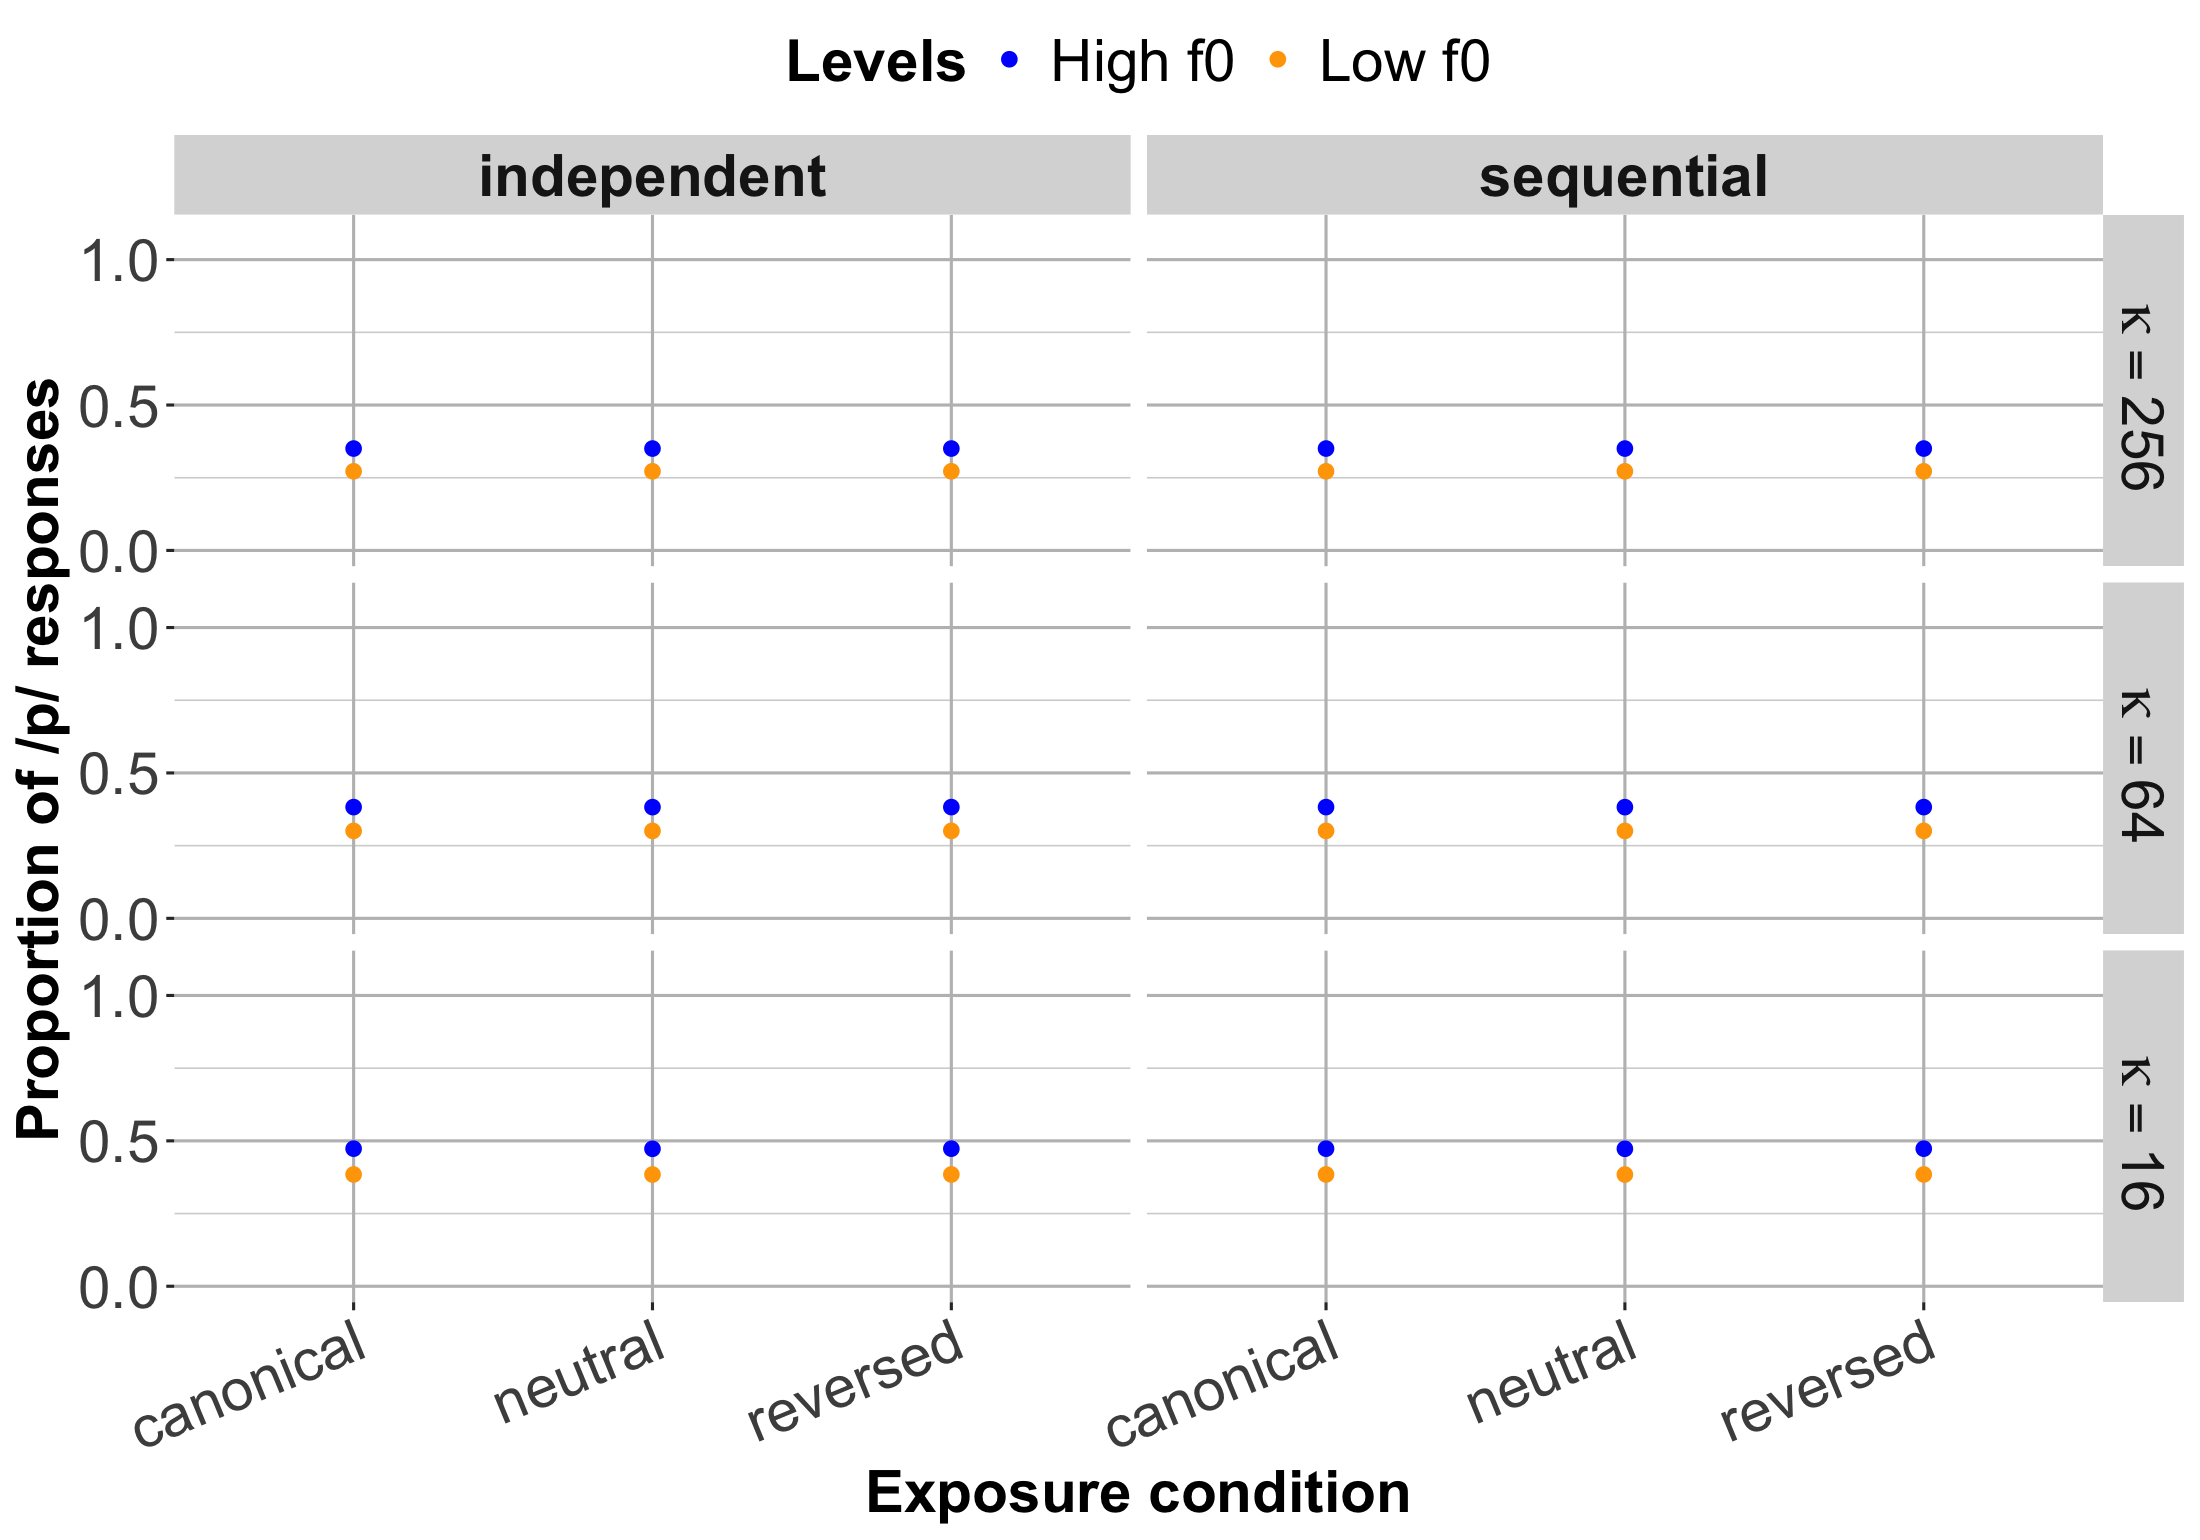 Levels High f0 Low f0
independent sequential
1.0
0.5
0.0
κ = 256
1.0
0.5
0.0
κ = 64
1.0
0.5
0.0
κ = 16
Proportion of /p/ responses
canonical neutral reversed canonical neutral reversed
Exposure condition